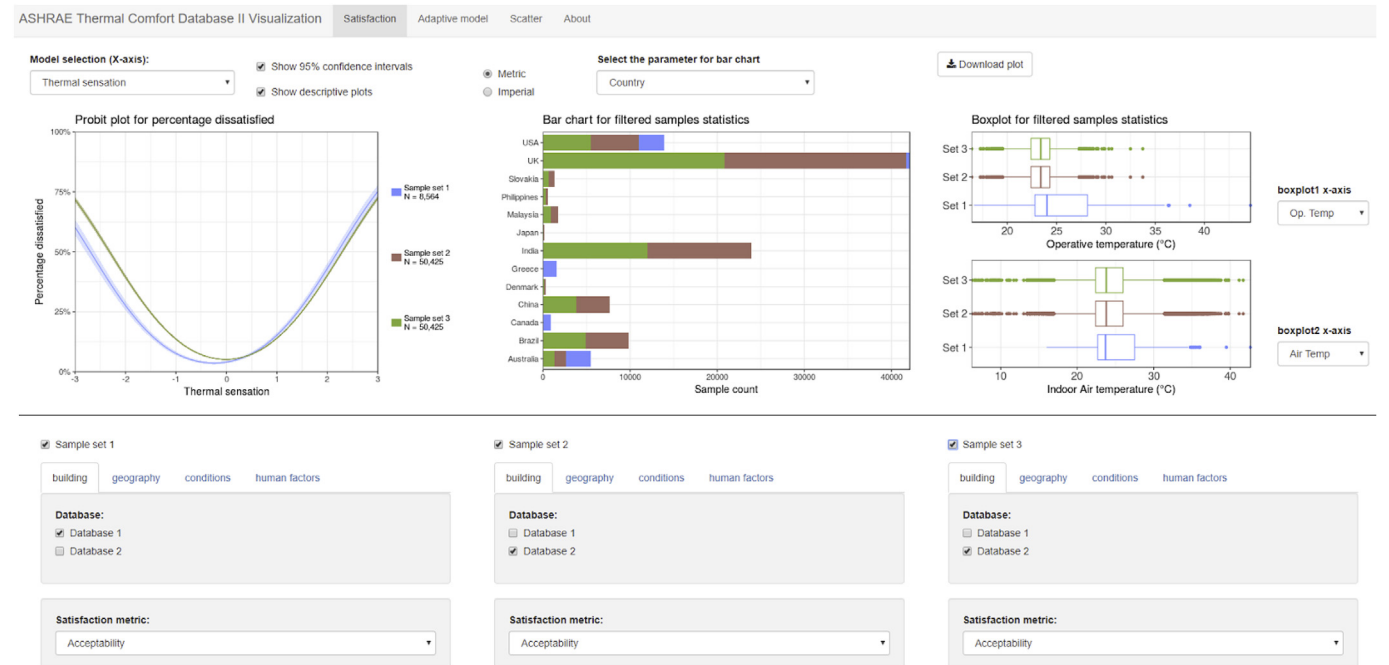 ASHRAE Thermal Comfort Database II Visualization Satisfaction Adaptive model Scatter About
Model selection (X-axis):
Thermal sensation
Show 95% confidence intervals
Show descriptive plots
Metric
Imperial
Select the parameter for bar chart
Country
Download plot
Probit plot for percentage dissatisfied
100%
75%
50%
25%
0%
Percentage dissatisfied
-3 -2 -1 0 1 2 3
Thermal sensation
Sample set 1
N = 8,564
Sample set 2
N = 50,425
Sample set 3
N = 50,425
Bar chart for filtered samples statistics
USA
UK
Slovakia
Philippines
Malaysia
Japan
India
Greece
Denmark
China
Canada
Brazil
Australia
0 10000 20000 30000 40000
Sample count
Boxplot for filtered samples statistics
Set 3
Set 2
Set 1
20 25 30 35 40
Operative temperature (°C)
boxplot1 x-axis
Op. Temp
Set 3
Set 2
Set 1
10 20 30 40
Indoor Air temperature (°C)
boxplot2 x-axis
Air Temp
Sample set 1
building geography conditions human factors
Database:
Database 1
Database 2
Satisfaction metric:
Acceptability
Sample set 2
building geography conditions human factors
Database:
Database 1
Database 2
Satisfaction metric:
Acceptability
Sample set 3
building geography conditions human factors
Database:
Database 1
Database 2
Satisfaction metric:
Acceptability